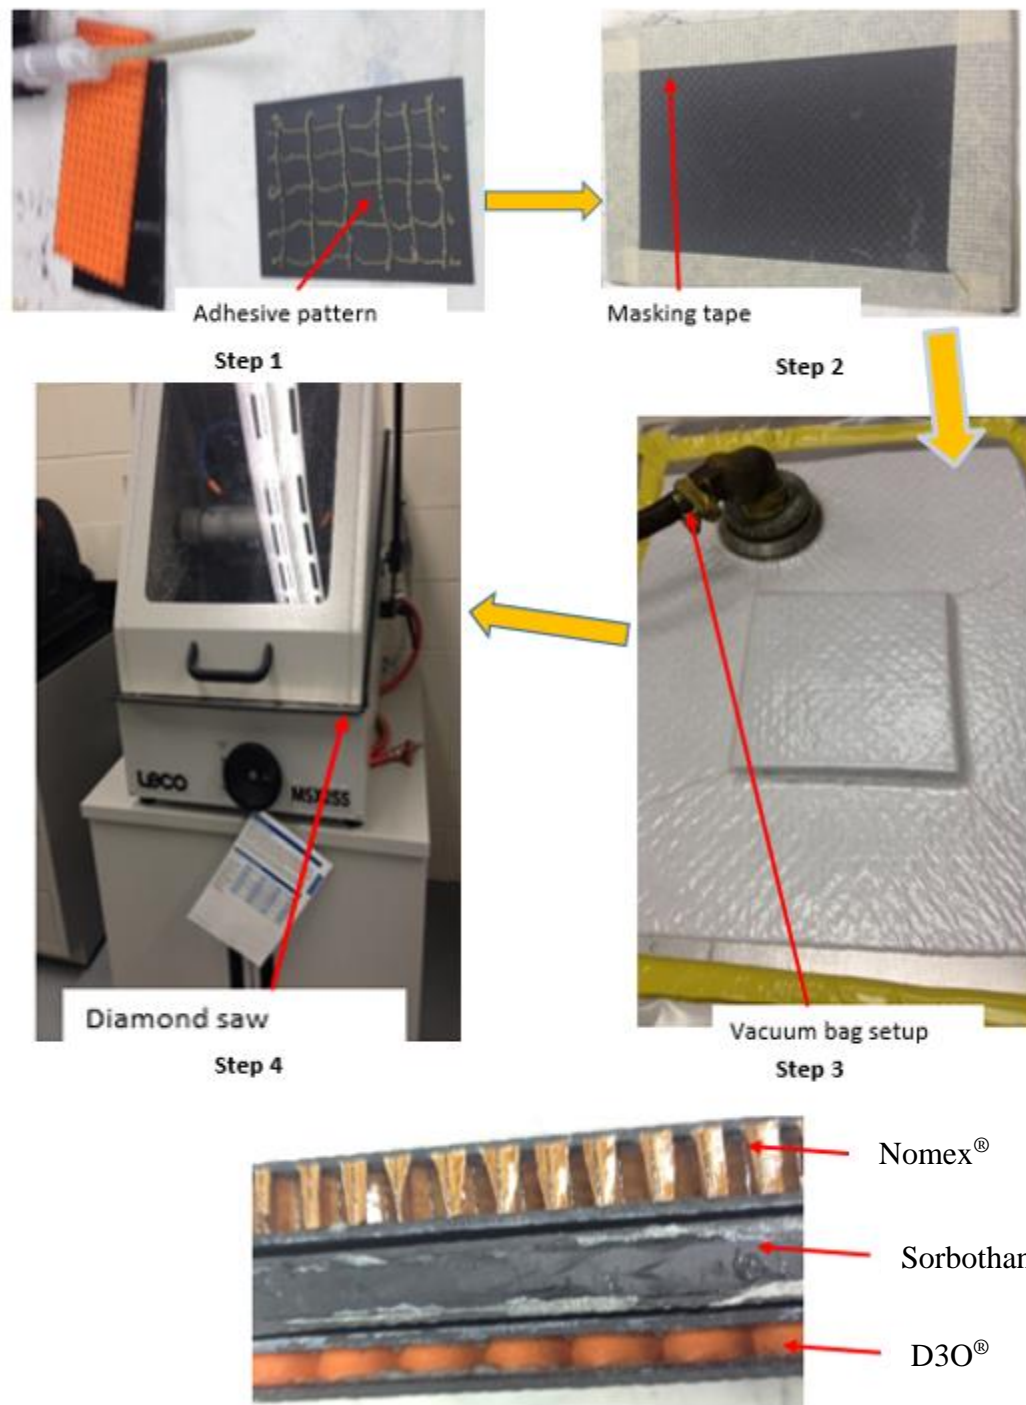 Adhesive pattern
Masking tape
Step 1
Step 2
LECO
MSX255
Diamond saw
Vacuum bag setup
Step 4
Step 3
Nomex®
Sorbothan
D3O®